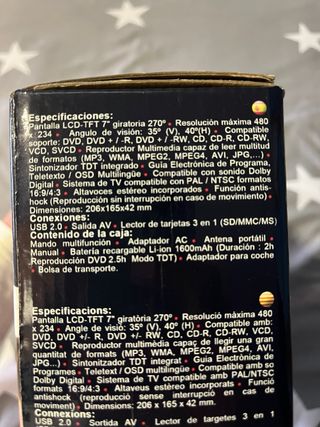 Especificaciones:
Pantalla LCD-TFT 7" giratoria 270º • Resolución máxima 480
x 234 • Angulo de visión: 35º (V), 40º(H) • Compatible
soporte: DVD, DVD + / -R, DVD + / -RW, CD, CD-R, CD-RW,
VCD, SVCD • Reproductor Multimedia capaz de leer multitud
de formatos (MP3, WMA, MPEG2, MPEG4, AVI, JPG,...) •
Sintonizador TDT integrado • Guia Electrónica de Programa,
Teletexto / OSD Multilingüe • Compatible con sonido Dolby
Digital • Sistema de TV compatible con PAL / NTSC formatos
16:9/4:3 • Altavoces estéreo incorporados • Función antis-
hock (Reproducción sin interrupción en caso de movimiento) •
Dimensiones: 206x165x42 mm
Conexiones:
USB 2.0 • Salida AV • Lector de tarjetas 3 en 1 (SD/MMC/MS)
Contenido de la caja:
Mando multifunción • Adaptador AC • Antena portátil •
Manual • Batería recargable Li-ion 1600mAh (Duración : 2h
Reproducción DVD 2.5h Modo TDT) • Adaptador para coche
• Bolsa de transporte.
Especificacions:
Pantalla LCD-TFT 7" giratòria 270º • Resolució màxima 480
x 234 • Angle de visió: 35º (V), 40º (H) • Compatible amb:
DVD, DVD +/- R, DVD +/- RW, CD, CD-R, CD-RW, VCD,
SVCD • Reproductor multimèdia capaç de llegir una gran
quantitat de formats (MP3, WMA, MPEG2, MPEG4, AVI,
JPG...) • Sintonitzador TDT integrat • Guia Electrònica de
Programes • Teletext / OSD multilingüe • Compatible amb so
Dolby Digital • Sistema de TV compatible amb PAL / NTSC
formats 16:9/4:3 • Altaveus estéreo incorporats • Funció
antishock (reproducció sense interrupció en cas de
moviment) • Dimensions: 206 x 165 x 42 mm.
Connexions:
USB 2.0 • Sortida AV • Lector de targetes 3 en 1